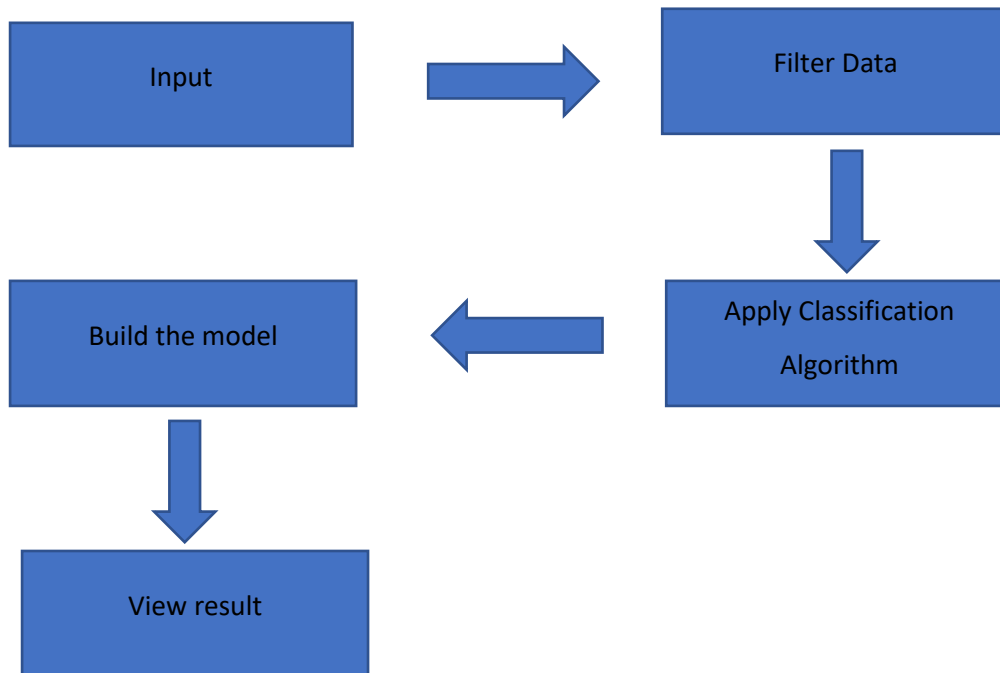 Input
Filter Data
Apply Classification
Algorithm
Build the model
View result